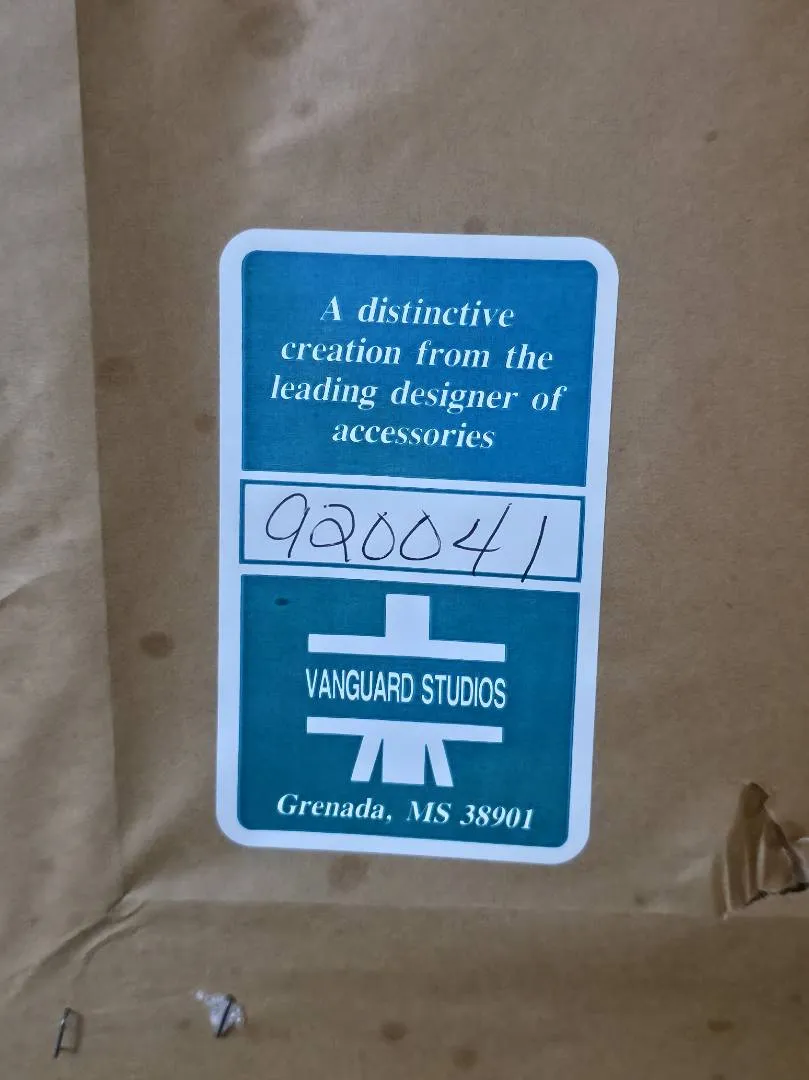 A distinctive
creation from the
leading designer of
accessories
920041
VANGUARD STUDIOS
Grenada, MS 38901